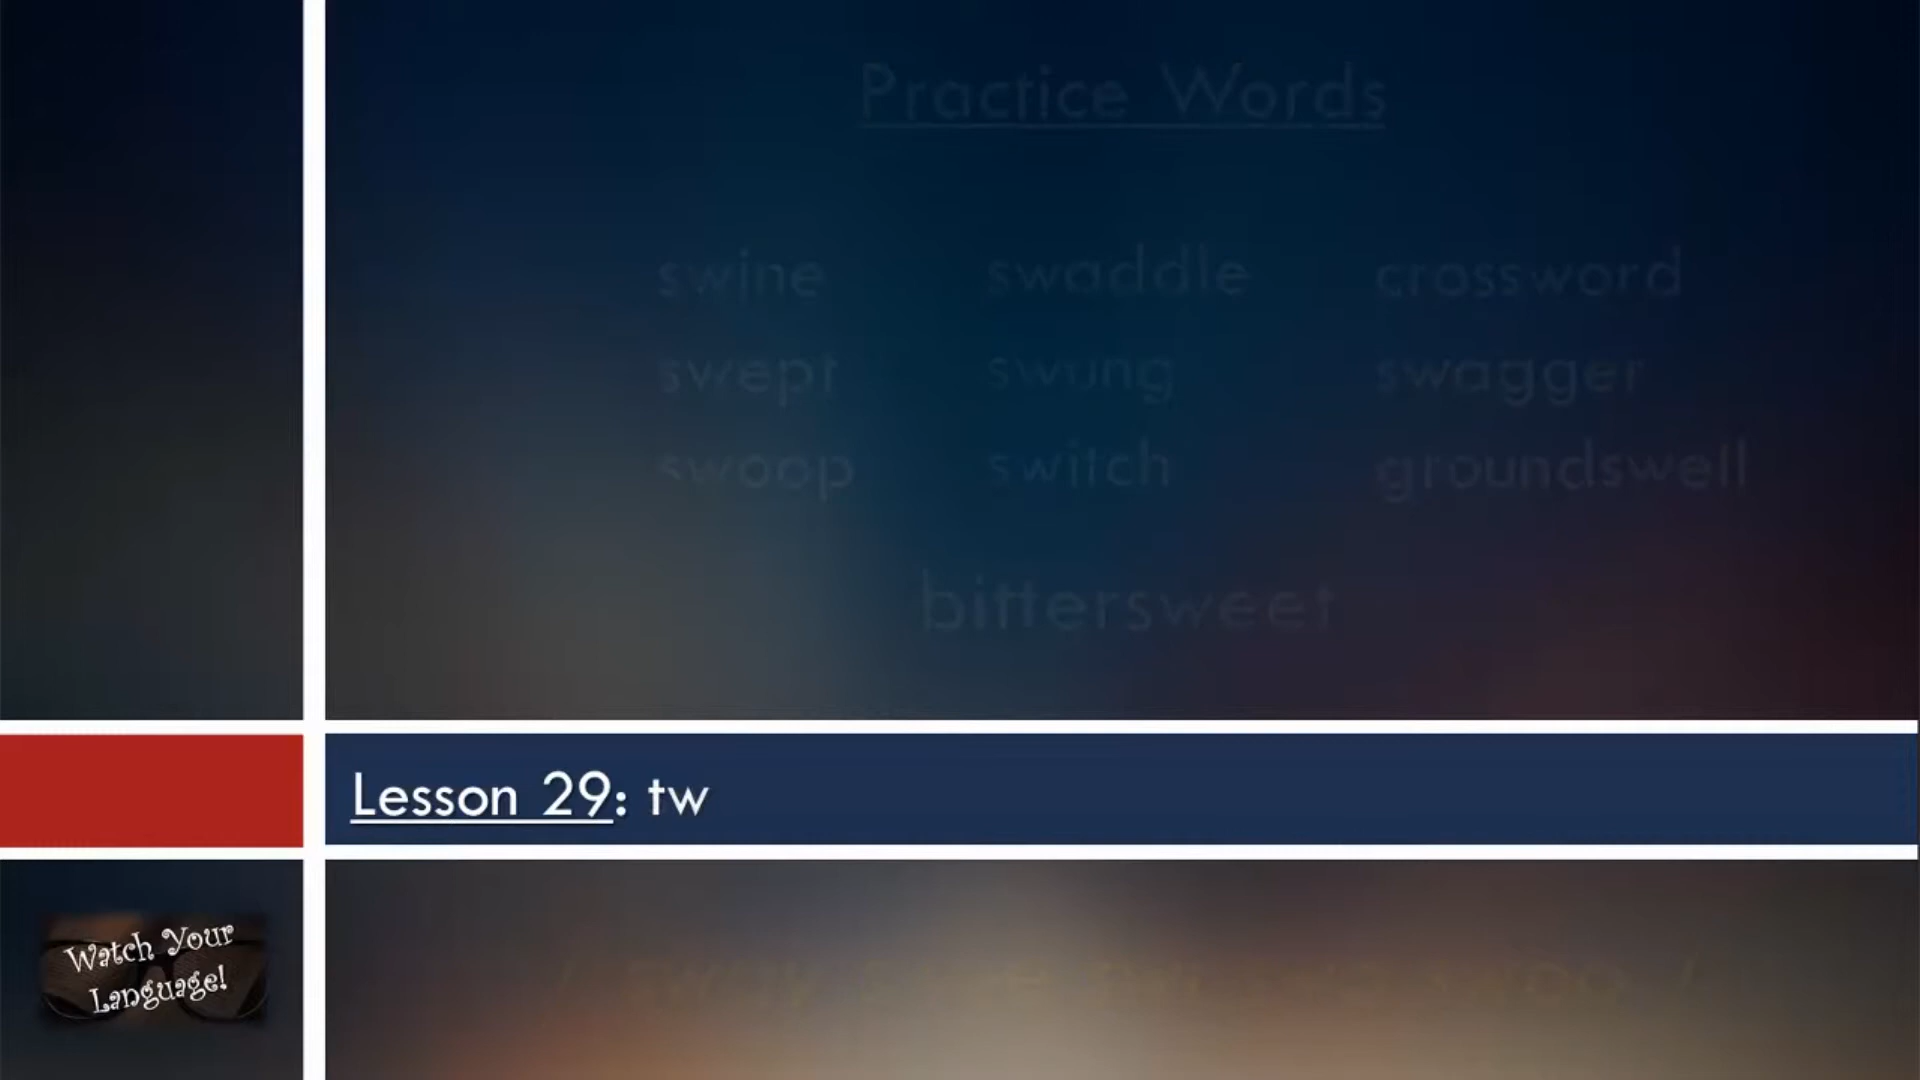 Practice Words
swine swaddle crossword
swept swung swagger
swoop switch groundswell
bittersweet
Lesson 29: tw
Watch Your
Language!